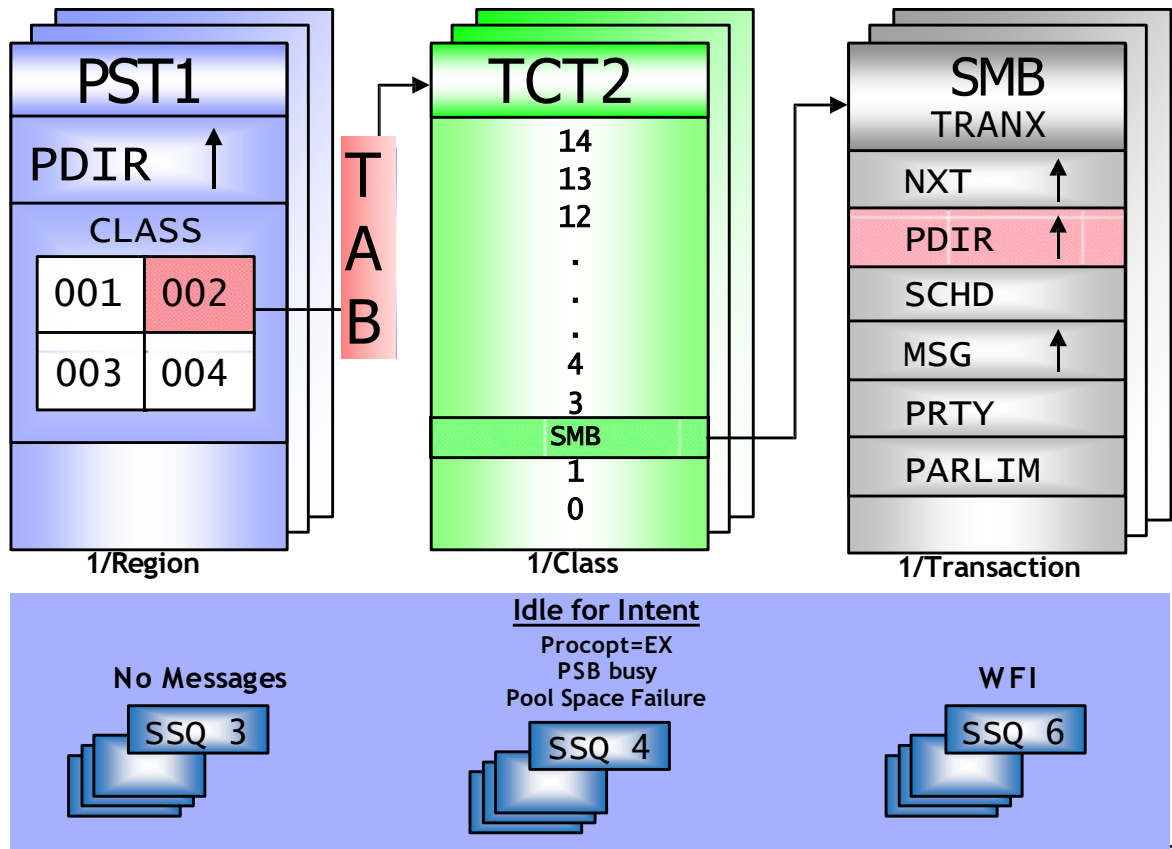 PST1
PDIR
CLASS
001 002
003 004
1/Region
T
A
B
TCT2
14
13
12
.
.
.
4
3
SMB
1
0
1/Class
SMB
TRANX
NXT
PDIR
SCHD
MSG
PRTY
PARLIM
1/Transaction
No Messages
SSQ 3
Idle for Intent
Procopt=EX
PSB busy
Pool Space Failure
SSQ 4
WFI
SSQ 6